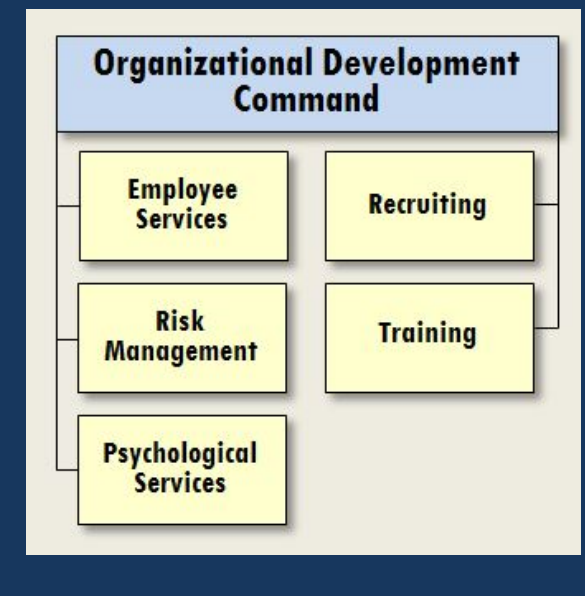 Organizational Development
Command
Employee
Services
Recruiting
Risk
Management
Training
Psychological
Services